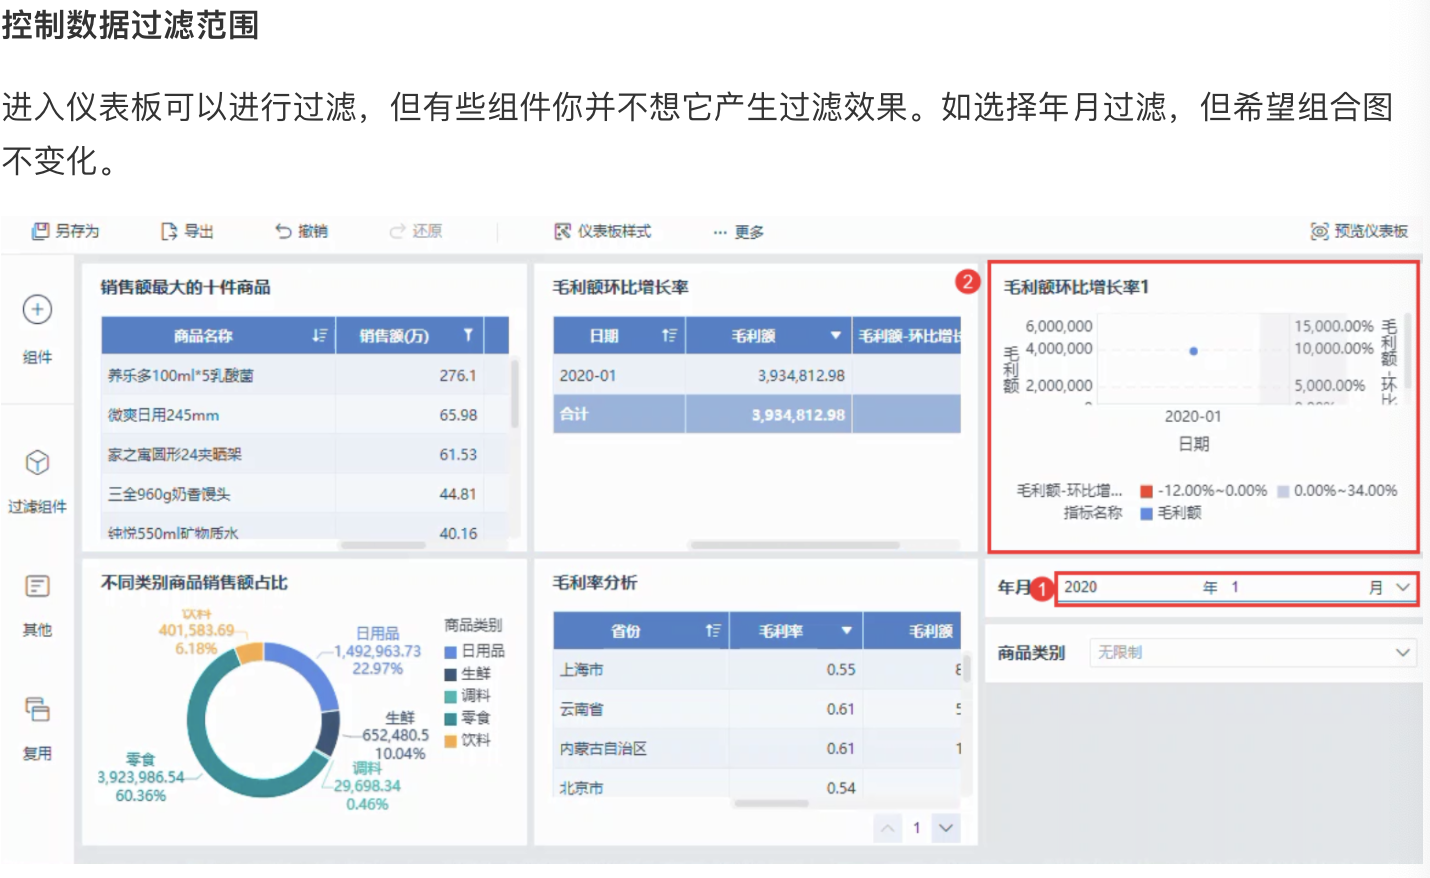 控制数据过滤范围
进入仪表板可以进行过滤，但有些组件你并不想它产生过滤效果。如选择年月过滤，但希望组合图
不变化。
另存为 导出 撤销 还原 仪表板样式 ··· 更多 预览仪表板
组件
过滤组件
其他
复用
销售额最大的十件商品
商品名称 销售额(万)
养乐多100ml*5乳酸菌 276.1
微爽日用245mm 65.98
家之寓圆形24夹晒架 61.53
三全960g奶香馒头 44.81
纯悦550ml矿物质水 40.16
毛利额环比增长率
日期 毛利额 毛利额-环比增长
2020-01 3,934,812.98
合计 3,934,812.98
2
毛利额环比增长率1
毛利额
6,000,000
4,000,000
2,000,000
15,000.00%
10,000.00%
5,000.00%
毛利额-环比
2020-01
日期
毛利额-环比增... -12.00%~0.00% 0.00%~34.00%
指标名称 毛利额
不同类别商品销售额占比
饮料
401,583.69
6.18%
日用品
1,492,963.73
22.97%
生鲜
652,480.5
10.04%
调料
29,698.34
0.46%
零食
3,923,986.54
60.36%
商品类别
日用品
生鲜
调料
零食
饮料
毛利率分析
省份 毛利率 毛利额
上海市 0.55
云南省 0.61
内蒙古自治区 0.61
北京市 0.54
1
年月 1 2020 年 1 月
商品类别 无限制